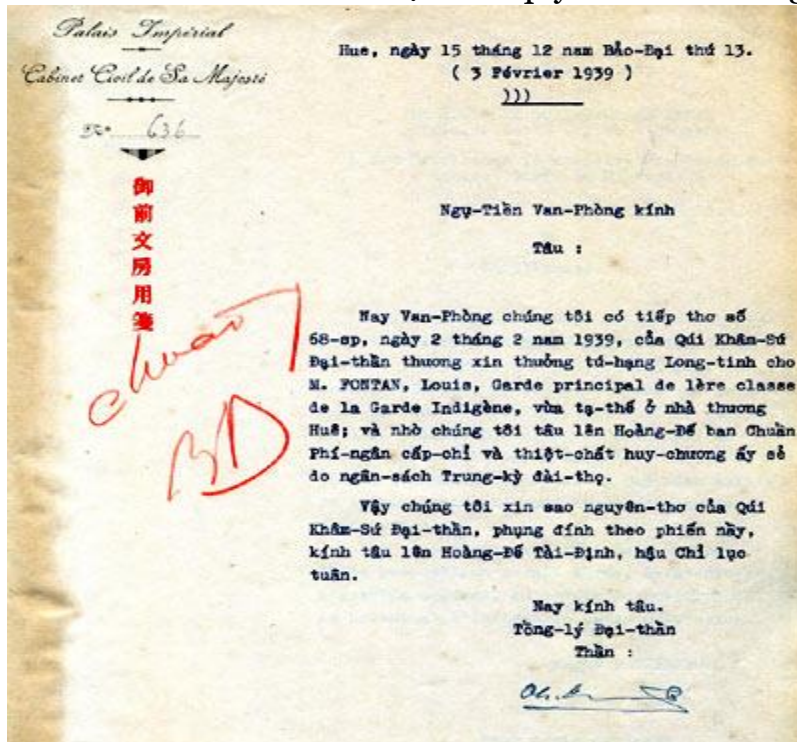 Palais Impérial
Cabinet Civil de Sa Majesté
No 636
御前文房用箋
Hue, ngày 15 tháng 12 nam Bảo-Đại thứ 13.
( 3 Février 1939 )
)))
Ngự-Tiền Van-Phòng kính
Tâu :
chuẩn
BĐ
Nay Van-Phòng chúng tôi có tiếp thơ số
68-sp, ngày 2 tháng 2 nam 1939, của Qúi Khâm-Sứ
Đại-thần thương xin thưởng tứ-hạng Long-tinh cho
M. FONTAN, Louis, Garde principal de 1ère classe
de la Garde Indigène, vừa tạ-thế ở nhà thương
Huê; và nhờ chúng tôi tâu lên Hoàng-Đế ban Chuẩn
Phí-ngân cấp-chỉ và thiệt-chất huy-chương ấy sẻ
do ngân-sách Trung-kỳ đài-thọ.
Vậy chúng tôi xin sao nguyên-thơ của Qúi
Khâm-Sứ Đại-thần, phụng đính theo phiến nầy,
kính tâu lên Hoàng-Đế Tài-Định, hậu Chỉ lục
tuân.
Nay kính tâu.
Tổng-lý Đại-thần
Thần :